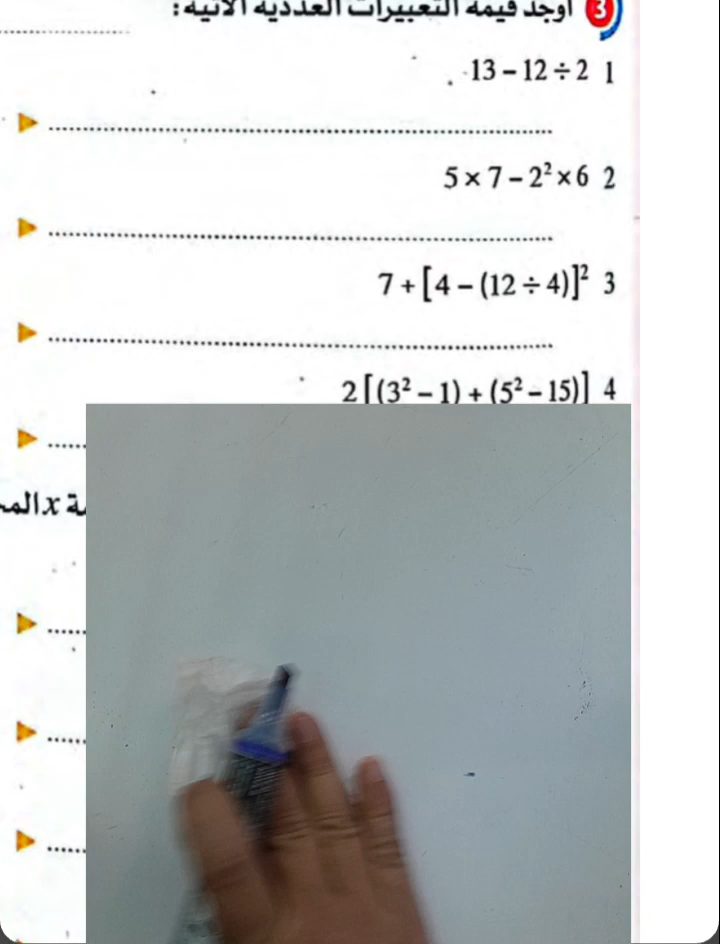 3 أوجد قيمة التعبيرات العددية الآتية:
1 13 – 12 ÷ 2
2 5 × 7 – 2² × 6
3 7 + [4 – (12 ÷ 4)]²
4 2 [(3² – 1) + (5² – 15)]
x